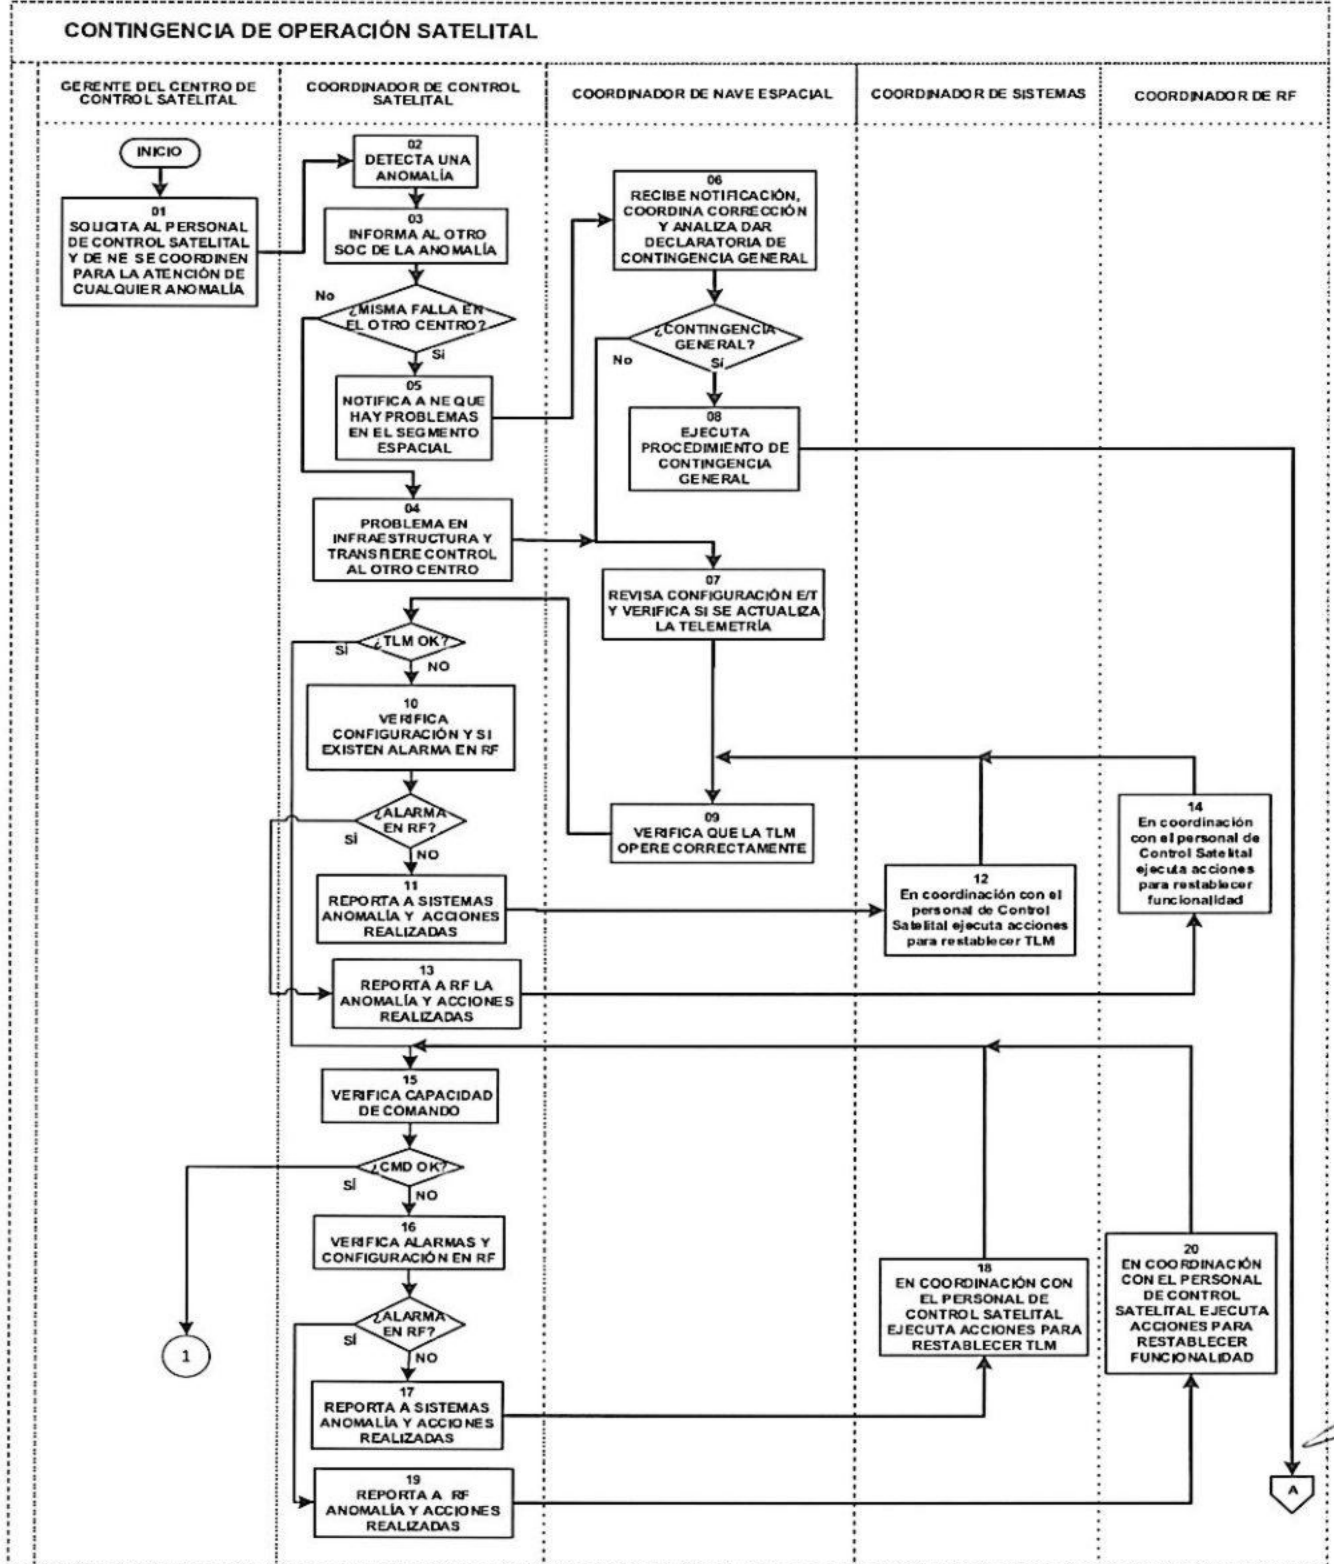 CONTINGENCIA DE OPERACIÓN SATELITAL
GERENTE DEL CENTRO DE
CONTROL SATELITAL
COORDINADOR DE CONTROL
SATELITAL
COORDINADOR DE NAVE ESPACIAL
COORDINADOR DE SISTEMAS
COORDINADOR DE RF
INICIO
01
SOLICITA AL PERSONAL
DE CONTROL SATELITAL
Y DE NE SE COORDINEN
PARA LA ATENCIÓN DE
CUALQUIER ANOMALÍA
02
DETECTA UNA
ANOMALÍA
03
INFORMA AL OTRO
SOC DE LA ANOMALÍA
No
¿MISMA FALLA EN
EL OTRO CENTRO?
Sí
05
NOTIFICA A NE QUE
HAY PROBLEMAS
EN EL SEGMENTO
ESPACIAL
06
RECIBE NOTIFICACIÓN,
COORDINA CORRECCIÓN
Y ANALIZA DAR
DECLARATORIA DE
CONTINGENCIA GENERAL
¿CONTINGENCIA
GENERAL?
No
Sí
08
EJECUTA
PROCEDIMIENTO DE
CONTINGENCIA
GENERAL
04
PROBLEMA EN
INFRAESTRUCTURA Y
TRANSFIERE CONTROL
AL OTRO CENTRO
07
REVISA CONFIGURACIÓN E/T
Y VERIFICA SI SE ACTUALIZA
LA TELEMETRÍA
¿TLM OK?
SÍ
NO
10
VERIFICA
CONFIGURACIÓN Y SI
EXISTEN ALARMA EN RF
¿ALARMA
EN RF?
SÍ
NO
09
VERIFICA QUE LA TLM
OPERE CORRECTAMENTE
14
En coordinación
con el personal de
Control Satelital
ejecuta acciones
para restablecer
funcionalidad
11
REPORTA A SISTEMAS
ANOMALÍA Y ACCIONES
REALIZADAS
12
En coordinación con el
personal de Control
Satelital ejecuta acciones
para restablecer TLM
13
REPORTA A RF LA
ANOMALÍA Y ACCIONES
REALIZADAS
15
VERIFICA CAPACIDAD
DE COMANDO
¿CMD OK?
SÍ
NO
16
VERIFICA ALARMAS Y
CONFIGURACIÓN EN RF
¿ALARMA
EN RF?
SÍ
NO
1
18
EN COORDINACIÓN CON
EL PERSONAL DE
CONTROL SATELITAL
EJECUTA ACCIONES PARA
RESTABLECER TLM
20
EN COORDINACIÓN
CON EL PERSONAL
DE CONTROL
SATELITAL EJECUTA
ACCIONES PARA
RESTABLECER
FUNCIONALIDAD
17
REPORTA A SISTEMAS
ANOMALÍA Y ACCIONES
REALIZADAS
19
REPORTA A RF
ANOMALÍA Y ACCIONES
REALIZADAS
A